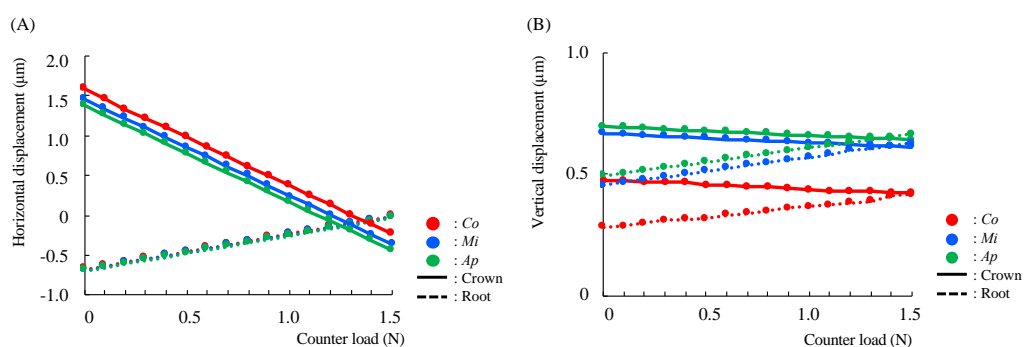 (A)
Horizontal displacement (μm)
2.0
1.5
1.0
0.5
0
-0.5
-1.0
0
0.5
1.0
1.5
Counter load (N)
: Co
: Mi
: Ap
: Crown
: Root
(B)
Vertical displacement (μm)
1.0
0.5
0
0
0.5
1.0
1.5
Counter load (N)
: Co
: Mi
: Ap
: Crown
: Root